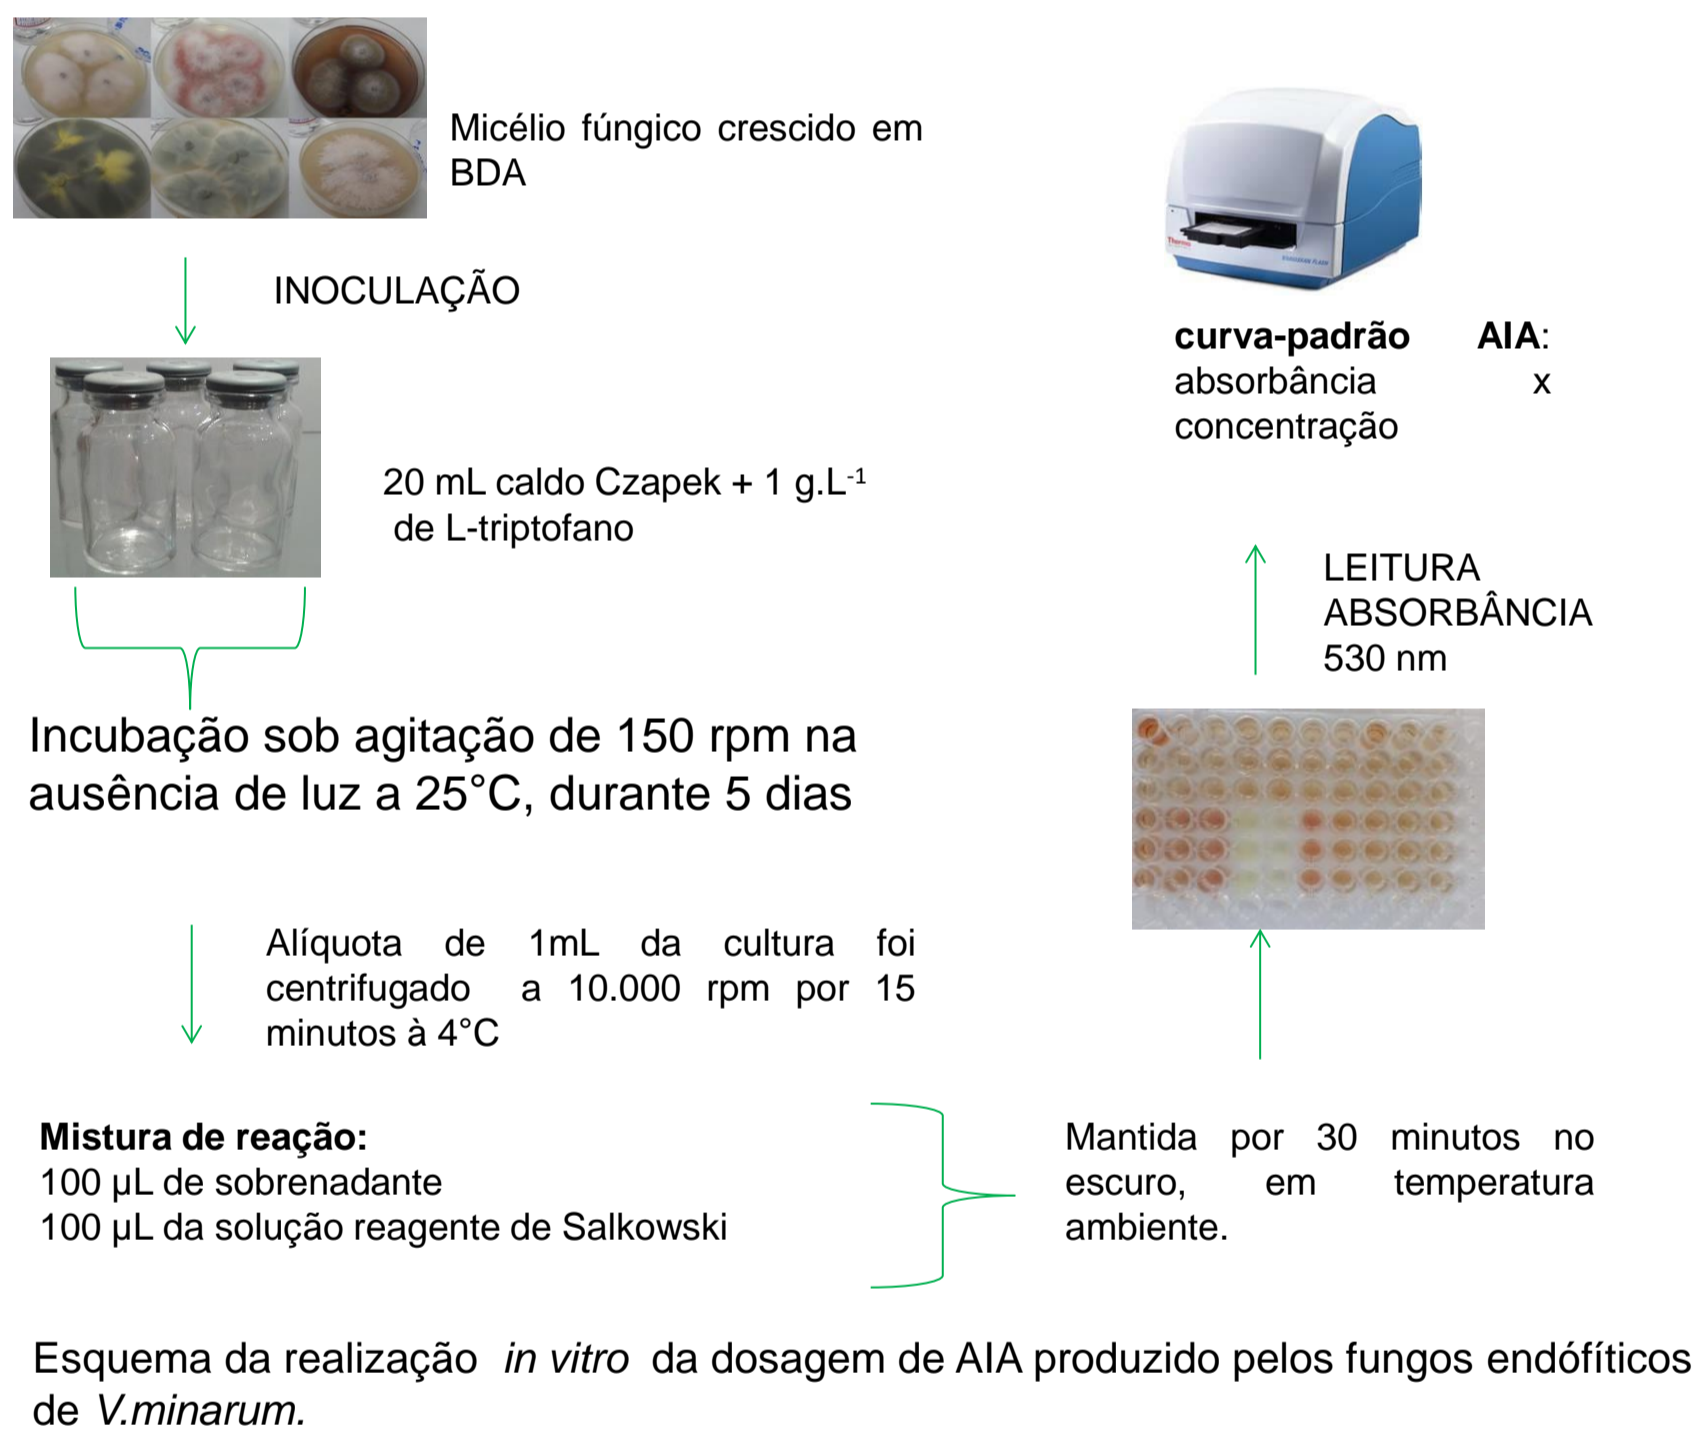 Micélio fúngico crescido em
BDA
INOCULAÇÃO
20 mL caldo Czapek + 1 g.L⁻¹
de L-triptofano
Incubação sob agitação de 150 rpm na
ausência de luz a 25°C, durante 5 dias
Alíquota de 1mL da cultura foi
centrifugado a 10.000 rpm por 15
minutos à 4°C
Mistura de reação:
100 µL de sobrenadante
100 µL da solução reagente de Salkowski
Mantida por 30 minutos no
escuro, em temperatura
ambiente.
LEITURA
ABSORBÂNCIA
530 nm
Thermo
curva-padrão AIA:
absorbância x
concentração
Esquema da realização in vitro da dosagem de AIA produzido pelos fungos endófíticos
de V.minarum.